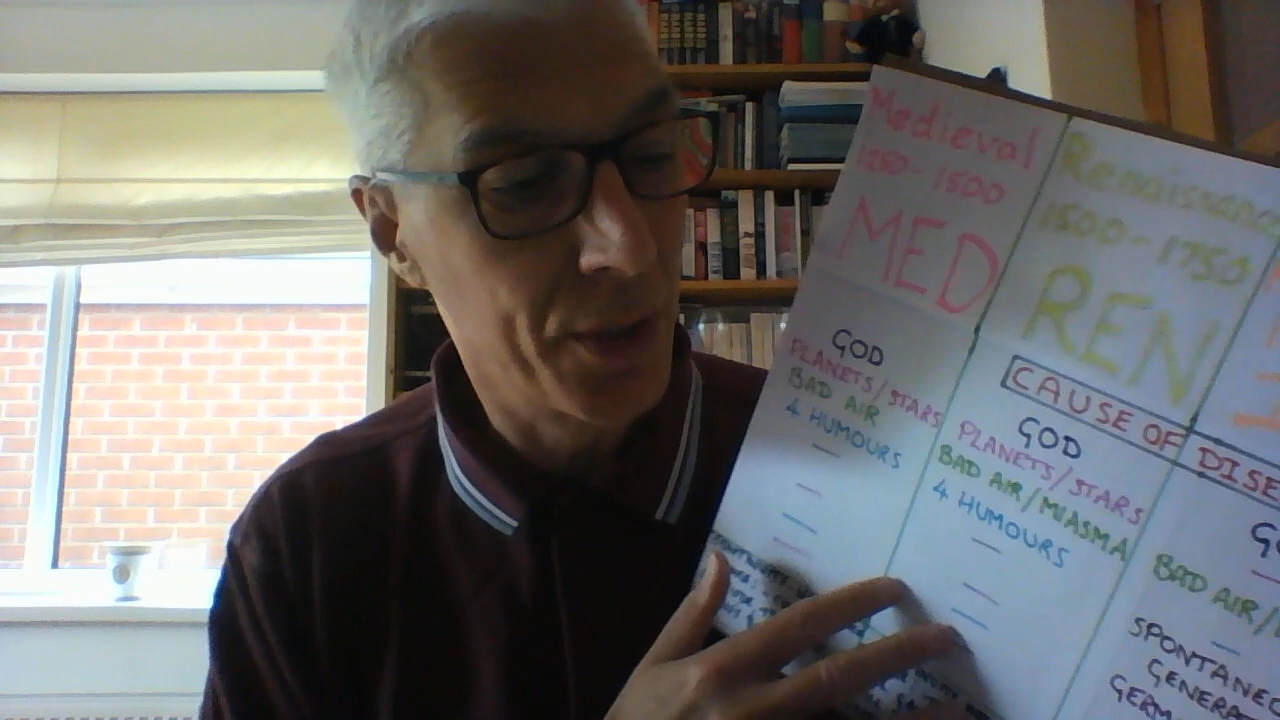 Medieval
1250-1500
MED
GOD
PLANETS/STARS
BAD AIR
4 HUMOURS
Renaissance
1500-1750
REN
CAUSE OF DISE
GOD
PLANETS/STARS
BAD AIR/MIASMA
4 HUMOURS
BAD AIR/
SPONTANEO
GENERAT
GERM